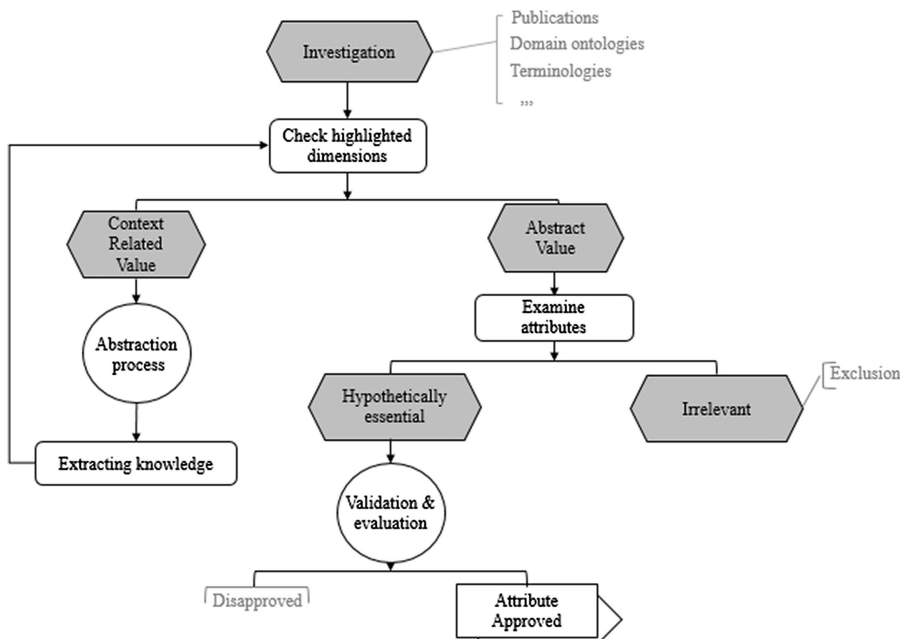 Publications
Investigation
Domain ontologies
Terminologies
,,,
Check highlighted
dimensions
Context
Related
Value
Abstract
Value
Abstraction
process
Examine
attributes
Exclusion
Hypothetically
essential
Irrelevant
Extracting knowledge
Validation &
evaluation
Disapproved
Attribute
Approved